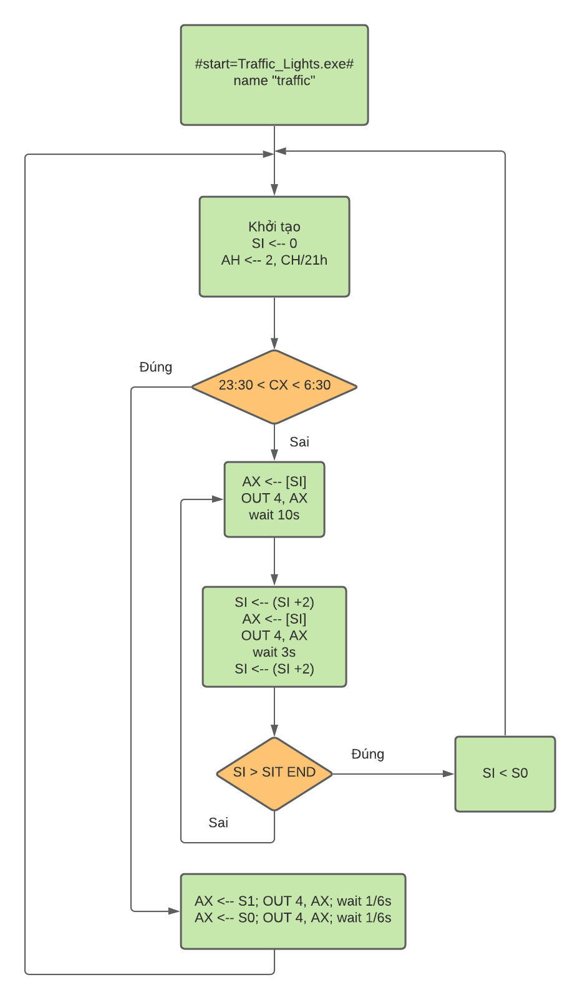 #start=Traffic_Lights.exe#
name "traffic"
Khởi tạo
SI <-- 0
AH <-- 2, CH/21h
Đúng
23:30 < CX < 6:30
Sai
AX <-- [SI]
OUT 4, AX
wait 10s
SI <-- (SI +2)
AX <-- [SI]
OUT 4, AX
wait 3s
SI <-- (SI +2)
SI > SIT END
Đúng
SI < S0
Sai
AX <-- S1; OUT 4, AX; wait 1/6s
AX <-- S0; OUT 4, AX; wait 1/6s